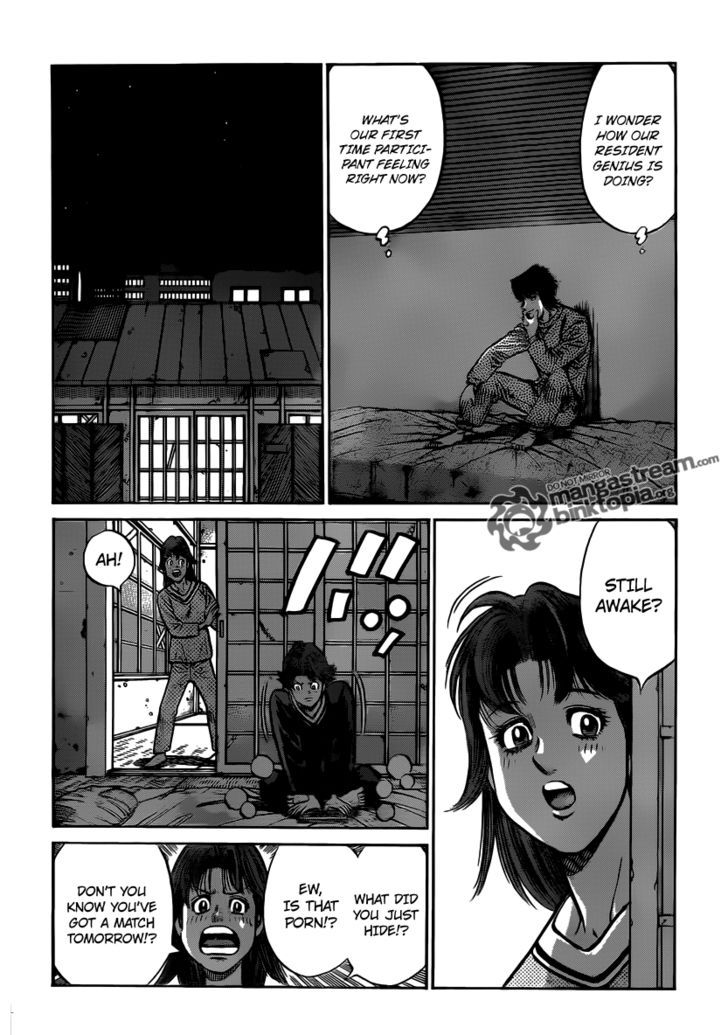 I WONDER
HOW OUR
RESIDENT
GENIUS IS
DOING?
WHAT'S
OUR FIRST
TIME PARTICI-
PANT FEELING
RIGHT NOW?
DO NOT MIRROR
mangastream.com
binktopia.org
STILL
AWAKE?
AH!
バッ!!
WHAT DID
YOU JUST
HIDE!?
EW,
IS THAT
PORN!?
DON'T YOU
KNOW YOU'VE
GOT A MATCH
TOMORROW!?